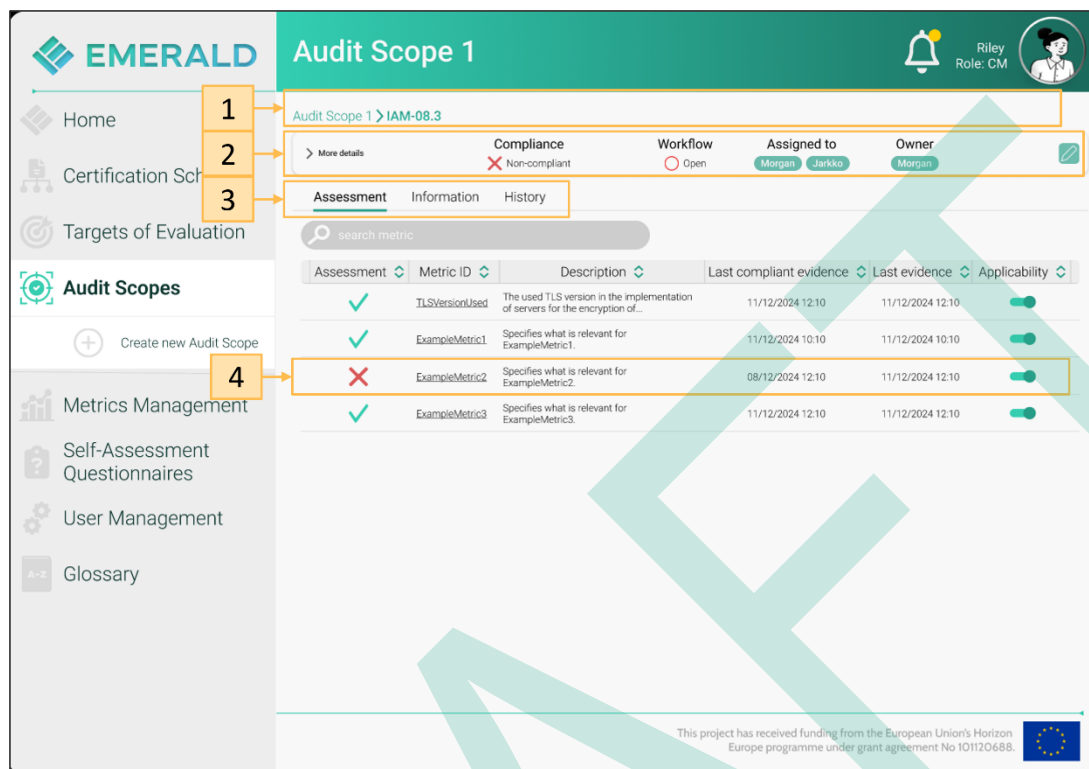 EMERALD
Audit Scope 1
Riley
Role: CM
1
Audit Scope 1 > IAM-08.3
2
More details
Compliance
Non-compliant
Workflow
Open
Assigned to
Morgan Jarkko
Owner
Morgan
3
Assessment Information History
search metric
Assessment Metric ID Description Last compliant evidence Last evidence Applicability
TLSVersionUsed The used TLS version in the implementation of servers for the encryption of... 11/12/2024 12:10 11/12/2024 12:10
ExampleMetric1 Specifies what is relevant for ExampleMetric1. 11/12/2024 10:10 11/12/2024 10:10
4
ExampleMetric2 Specifies what is relevant for ExampleMetric2. 08/12/2024 12:10 11/12/2024 12:10
ExampleMetric3 Specifies what is relevant for ExampleMetric3. 11/12/2024 12:10 11/12/2024 12:10
Home
Certification Sch
Targets of Evaluation
Audit Scopes
Create new Audit Scope
Metrics Management
Self-Assessment
Questionnaires
User Management
A-Z
Glossary
This project has received funding from the European Union's Horizon
Europe programme under grant agreement No 101120688.